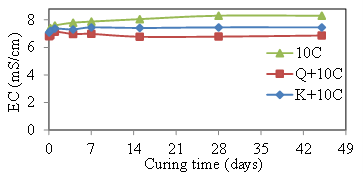 EC (mS/cm)
8
6
4
2
0
0 7 14 21 28 35 42 49
Curing time (days)
10C
Q+10C
K+10C